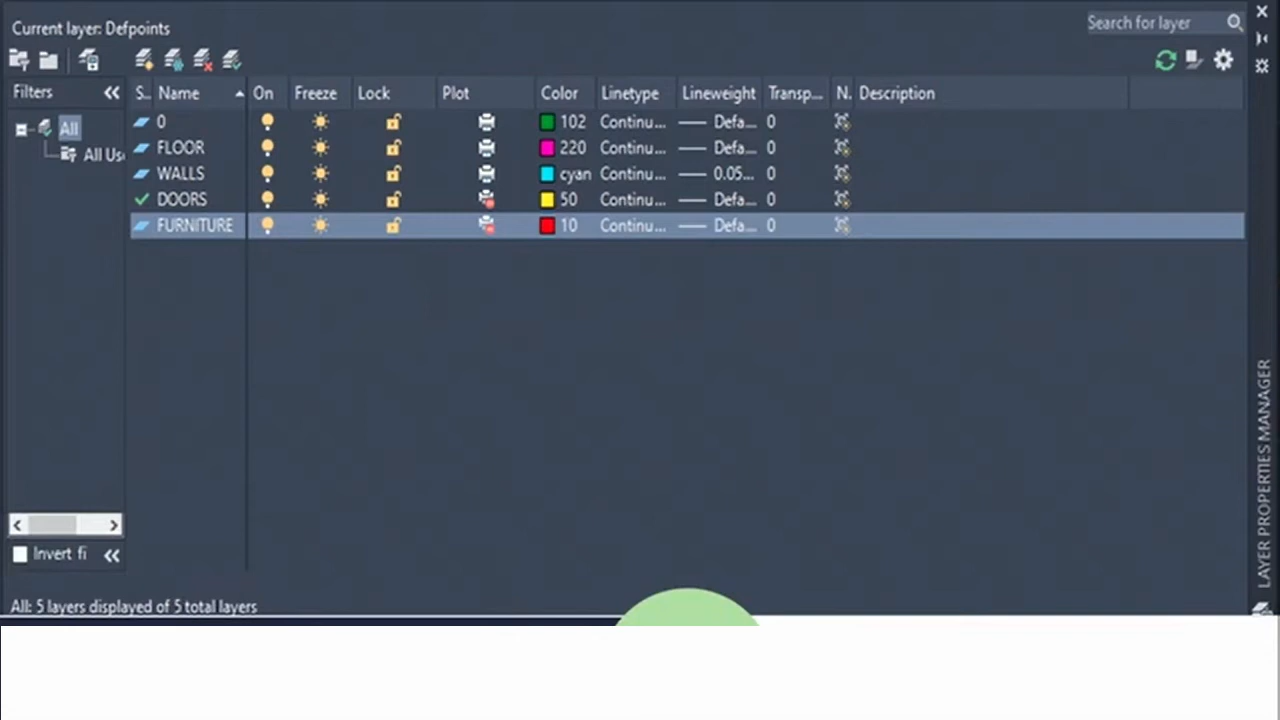 Current layer: Defpoints
Search for layer
Filters
S.. Name On Freeze Lock Plot Color Linetype Lineweight Transp... N. Description
All
All Us
0 102 Continu... Defa... 0
FLOOR 220 Continu... Defa... 0
WALLS cyan Continu... 0.05... 0
DOORS 50 Continu... Defa... 0
FURNITURE 10 Continu... Defa... 0
Invert fi
All: 5 layers displayed of 5 total layers
LAYER PROPERTIES MANAGER